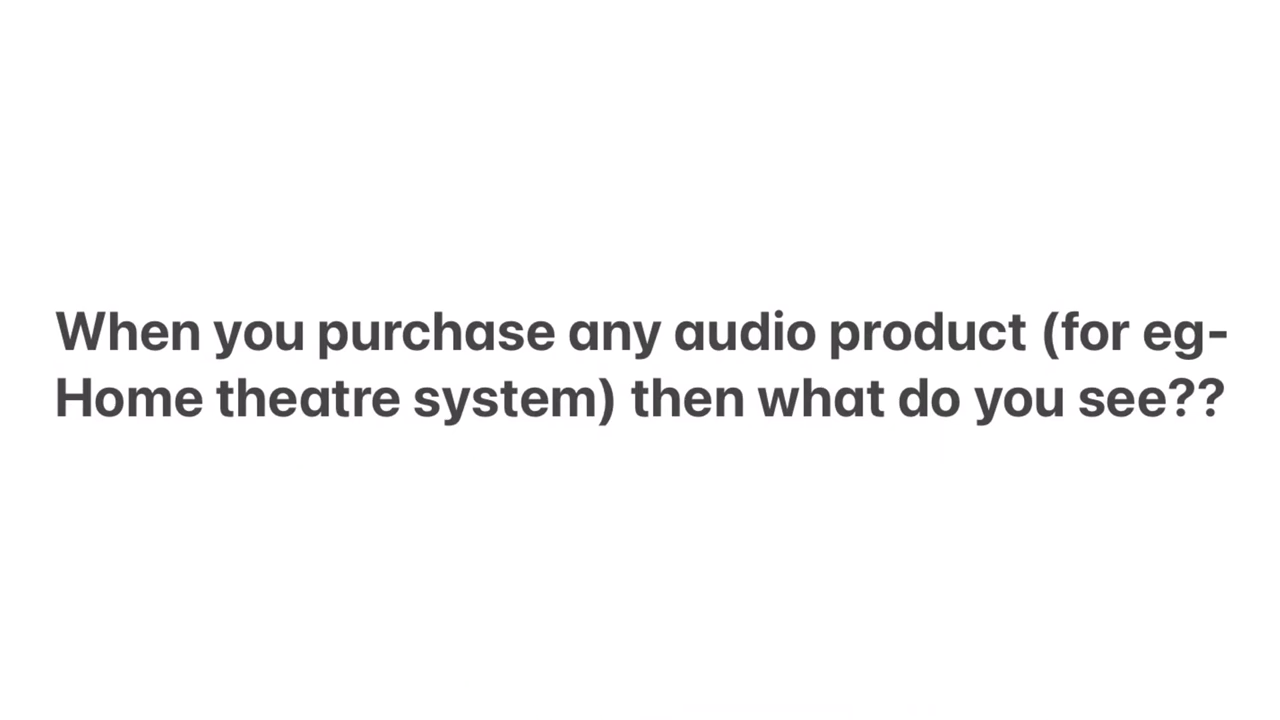 When you purchase any audio product (for eg-
Home theatre system) then what do you see??